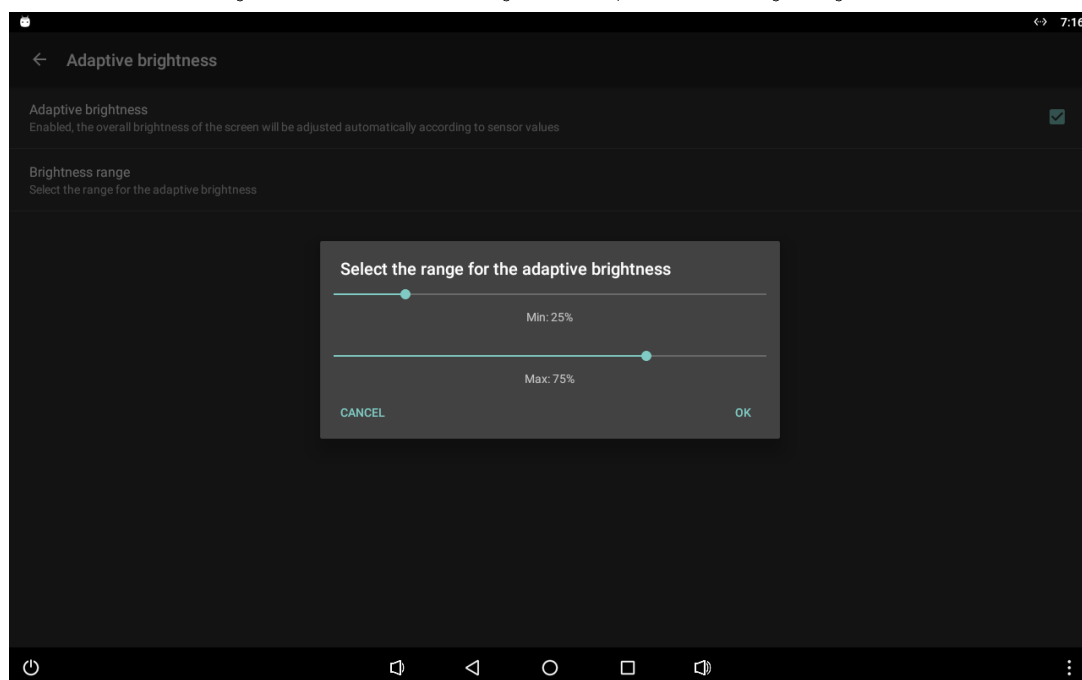 7:16
Adaptive brightness
Adaptive brightness
Enabled, the overall brightness of the screen will be adjusted automatically according to sensor values
Brightness range
Select the range for the adaptive brightness
Select the range for the adaptive brightness
Min: 25%
Max: 75%
CANCEL OK